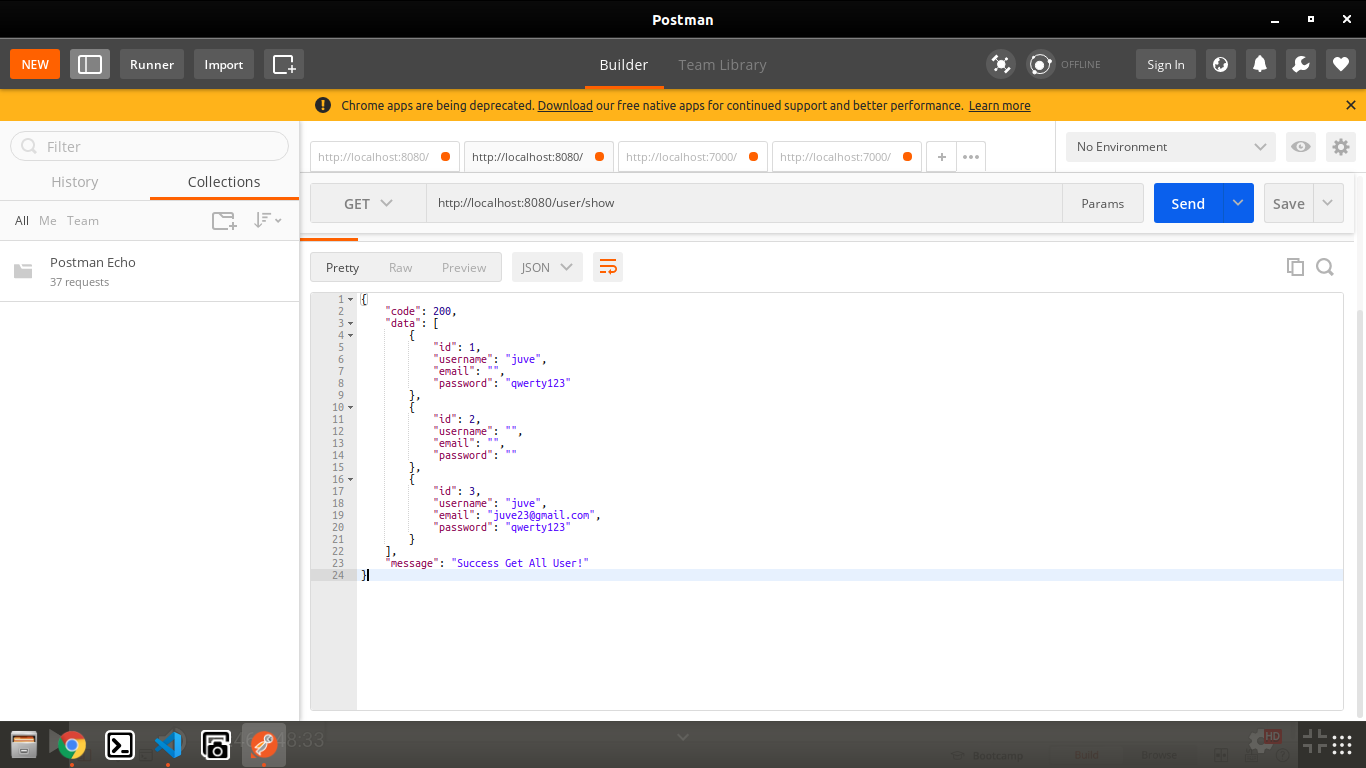 Postman
NEW Runner Import Builder Team Library OFFLINE Sign In
Chrome apps are being deprecated. Download our free native apps for continued support and better performance. Learn more
Filter
History Collections
All Me Team
Postman Echo
37 requests
http://localhost:8080/ http://localhost:8080/ http://localhost:7000/ http://localhost:7000/ + ••• No Environment
GET http://localhost:8080/user/show Params Send Save
Pretty Raw Preview JSON
1 {
2 "code": 200,
3 "data": [
4 {
5 "id": 1,
6 "username": "juve",
7 "email": "",
8 "password": "qwerty123"
9 },
10 {
11 "id": 2,
12 "username": "",
13 "email": "",
14 "password": ""
15 },
16 {
17 "id": 3,
18 "username": "juve",
19 "email": "juve23@gmail.com",
20 "password": "qwerty123"
21 }
22 ],
23 "message": "Success Get All User!"
24 }
48:33 HD
Bootcamp Build Browse